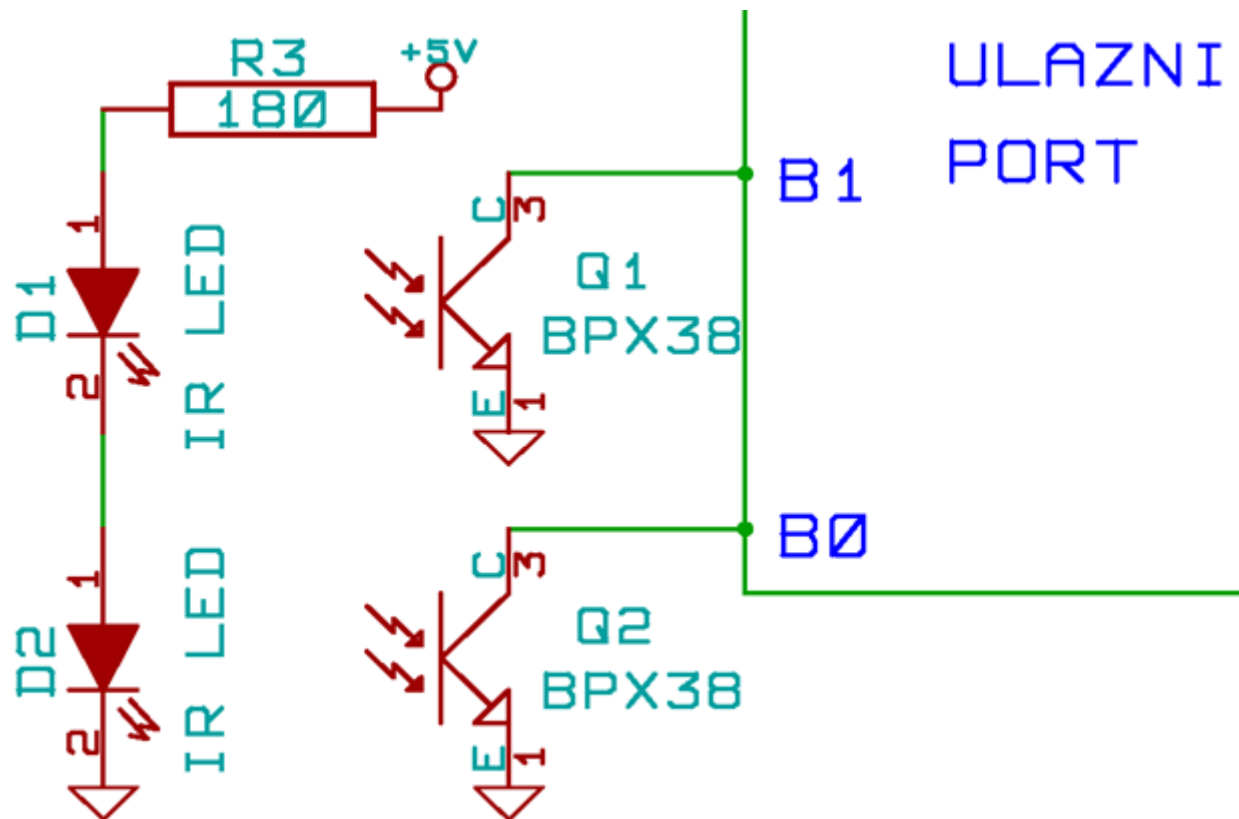 R3
180
+5V
ULAZNI
PORT
B1
C
3
Q1
BPX38
E
1
1
D1
2
IR LED
B0
C
3
Q2
BPX38
E
1
1
D2
2
IR LED